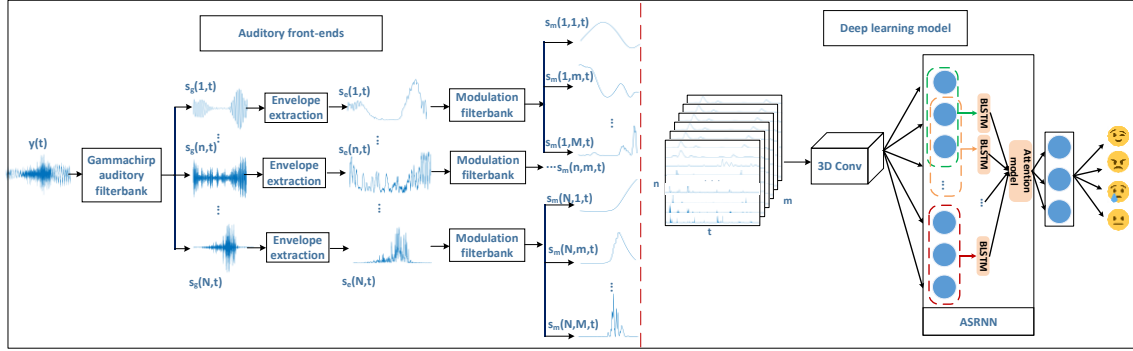 Auditory front-ends
y(t)
Gammachirp
auditory
filterbank
s_g(1,t)
...
s_g(n,t)
...
s_g(N,t)
Envelope
extraction
Envelope
extraction
Envelope
extraction
s_e(1,t)
...
s_e(n,t)
...
s_e(N,t)
Modulation
filterbank
Modulation
filterbank
Modulation
filterbank
s_m(1,1,t)
s_m(1,m,t)
...
s_m(1,M,t)
...s_m(n,m,t)
s_m(N,1,t)
s_m(N,m,t)
...
s_m(N,M,t)
Deep learning model
n
m
t
3D Conv
...
BLSTM
BLATM
...
BLSTM
Attention
model
ASRNN